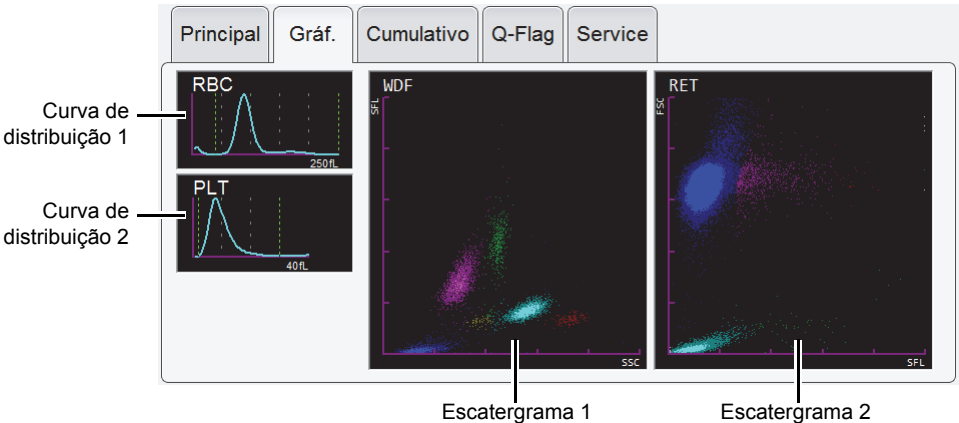 Principal
Gráf.
Cumulativo
Q-Flag
Service
RBC
250fL
Curva de
distribuição 1
PLT
40fL
Curva de
distribuição 2
WDF
SFL
SSC
RET
FSC
SFL
Escatergrama 1
Escatergrama 2